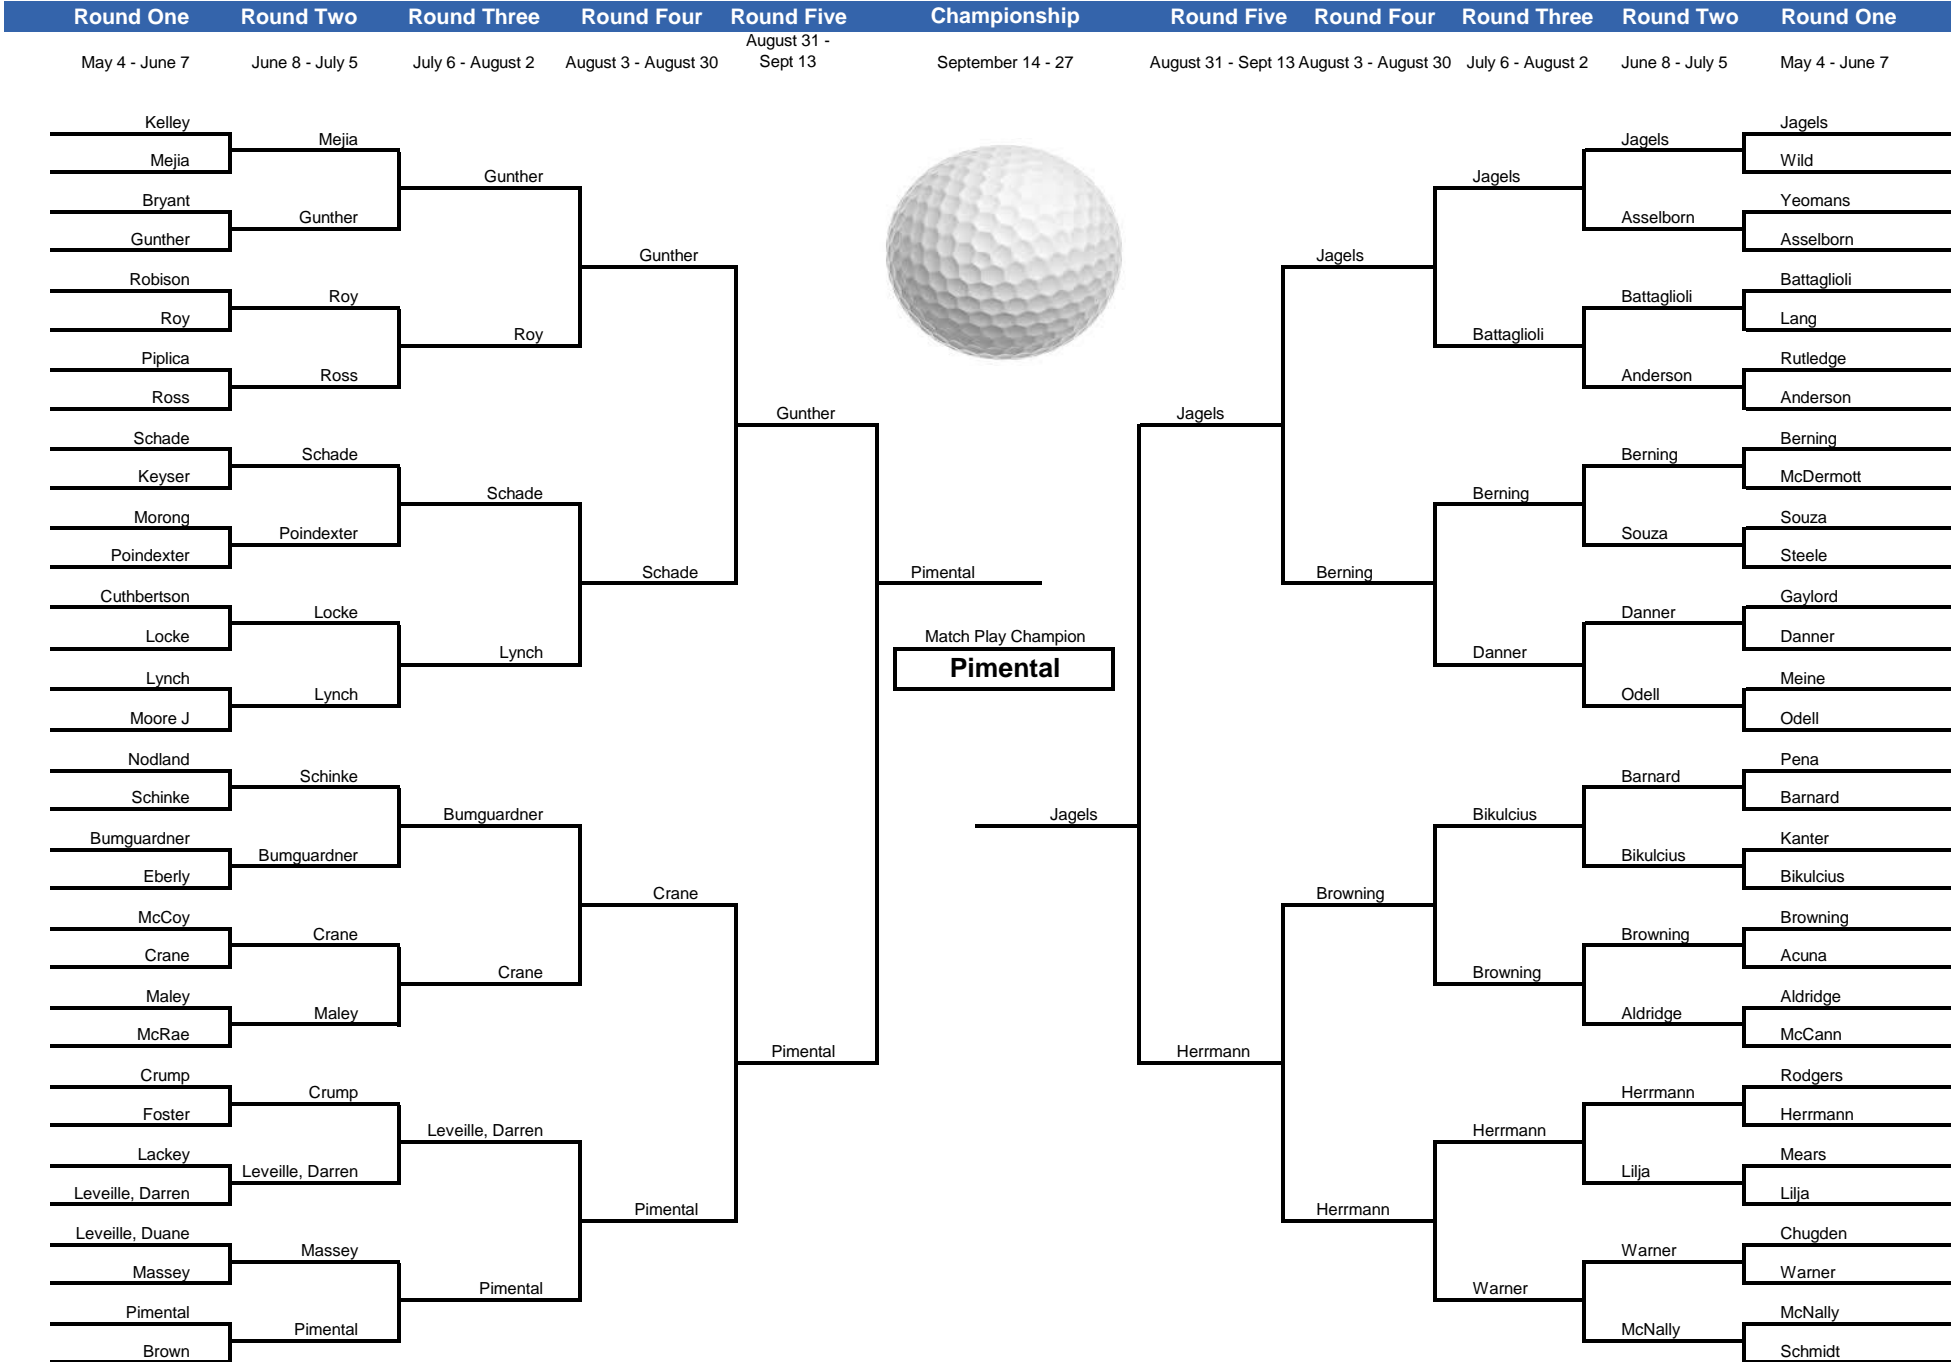 Round One Round Two Round Three Round Four Round Five Championship Round Five Round Four Round Three Round Two Round One
August 31 -
May 4 - June 7 June 8 - July 5 July 6 - August 2 August 3 - August 30 Sept 13 September 14 - 27 August 31 - Sept 13 August 3 - August 30 July 6 - August 2 June 8 - July 5 May 4 - June 7
Kelley Jagels
Mejia Jagels
Mejia Wild
Gunther Jagels
Bryant Yeomans
Gunther Asselborn
Gunther Asselborn
Gunther Jagels
Robison Battaglioli
Roy Battaglioli
Roy Lang
Roy Battaglioli
Piplica Rutledge
Ross Anderson
Ross Anderson
Gunther Jagels
Schade Berning
Schade Berning
Keyser McDermott
Schade Berning
Morong Souza
Poindexter Souza
Poindexter Steele
Schade Pimental Berning
Cuthbertson Gaylord
Locke Danner
Locke Match Play Champion Danner
Lynch Danner
Pimental
Lynch Meine
Lynch Odell
Moore J Odell
Nodland Pena
Schinke Barnard
Schinke Barnard
Bumguardner Jagels Bikulcius
Bumguardner Kanter
Bumguardner Bikulcius
Eberly Bikulcius
Crane Browning
McCoy Browning
Crane Browning
Crane Acuna
Crane Browning
Maley Aldridge
Maley Aldridge
McRae McCann
Pimental Herrmann
Crump Rodgers
Crump Herrmann
Foster Herrmann
Leveille, Darren Herrmann
Lackey Mears
Leveille, Darren Lilja
Leveille, Darren Lilja
Pimental Herrmann
Leveille, Duane Chugden
Massey Warner
Massey Warner
Pimental Warner
Pimental McNally
Pimental McNally
Brown Schmidt